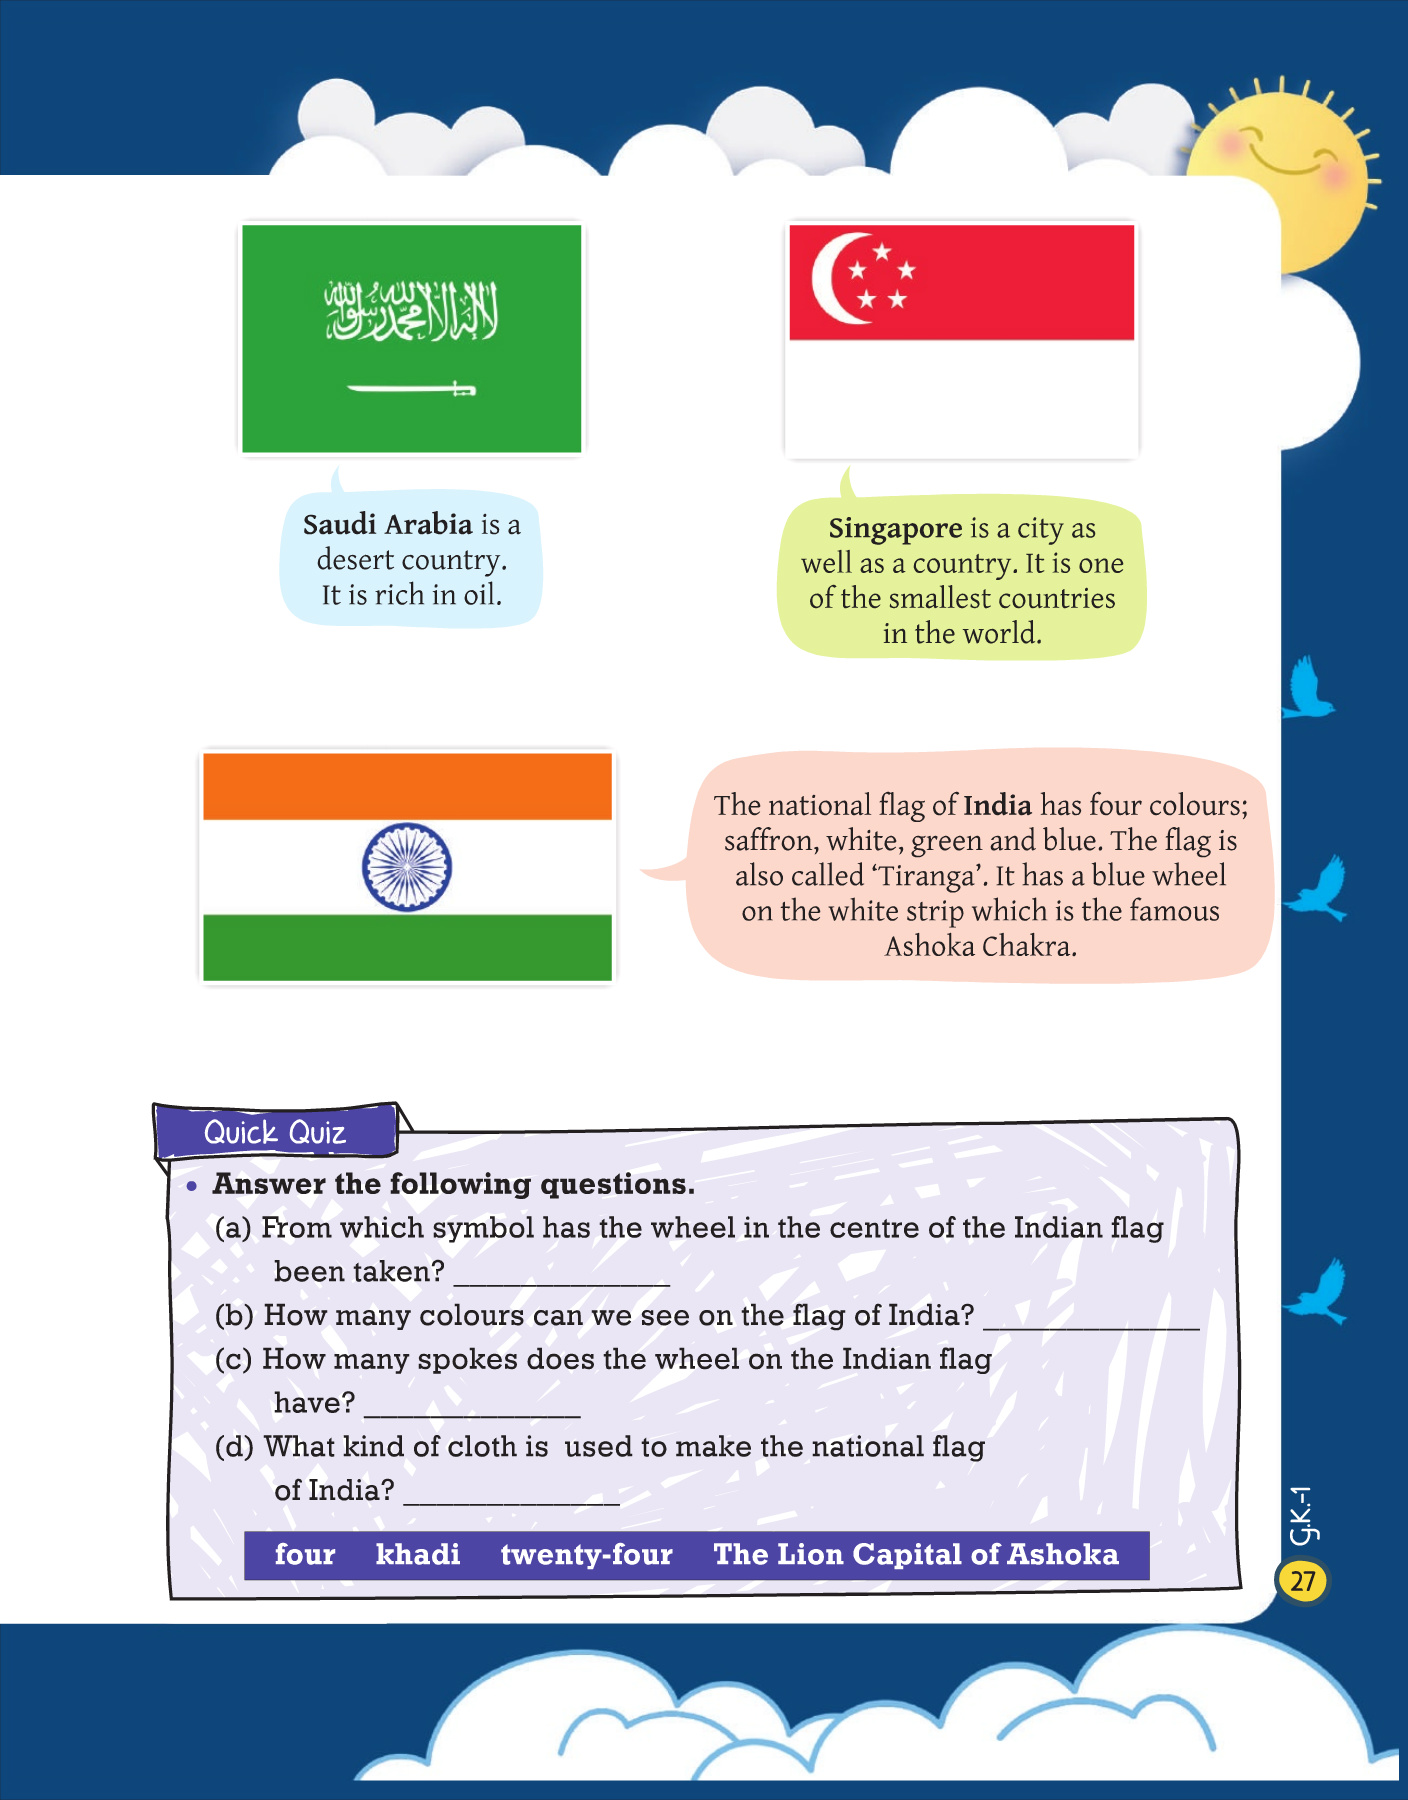 لا إله إلا الله محمد رسول الله
Saudi Arabia is a
desert country.
It is rich in oil.
Singapore is a city as
well as a country. It is one
of the smallest countries
in the world.
The national flag of India has four colours;
saffron, white, green and blue. The flag is
also called ‘Tiranga’. It has a blue wheel
on the white strip which is the famous
Ashoka Chakra.
Quick Quiz
• Answer the following questions.
(a) From which symbol has the wheel in the centre of the Indian flag
been taken? _____________
(b) How many colours can we see on the flag of India? _____________
(c) How many spokes does the wheel on the Indian flag
have? _____________
(d) What kind of cloth is used to make the national flag
of India? _____________
four khadi twenty-four The Lion Capital of Ashoka
G.K.-1
27